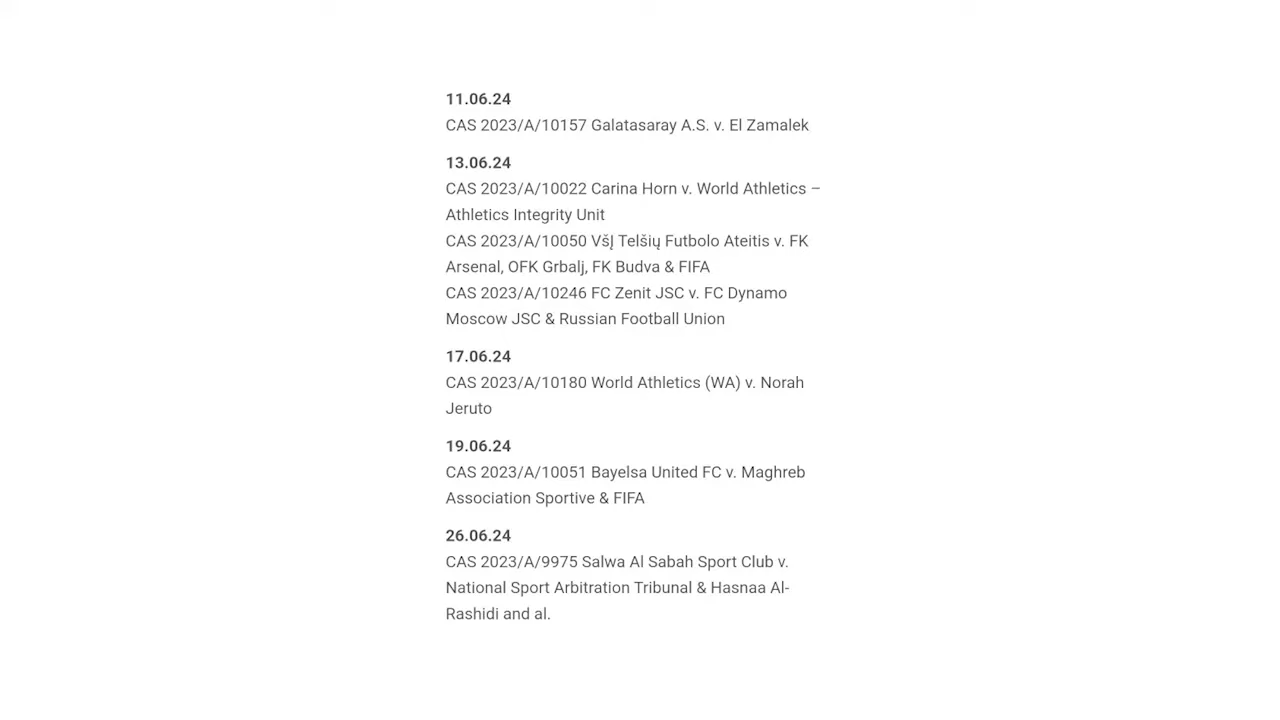 11.06.24
CAS 2023/A/10157 Galatasaray A.S. v. El Zamalek
13.06.24
CAS 2023/A/10022 Carina Horn v. World Athletics –
Athletics Integrity Unit
CAS 2023/A/10050 VšĮ Telšių Futbolo Ateitis v. FK
Arsenal, OFK Grbalj, FK Budva & FIFA
CAS 2023/A/10246 FC Zenit JSC v. FC Dynamo
Moscow JSC & Russian Football Union
17.06.24
CAS 2023/A/10180 World Athletics (WA) v. Norah
Jeruto
19.06.24
CAS 2023/A/10051 Bayelsa United FC v. Maghreb
Association Sportive & FIFA
26.06.24
CAS 2023/A/9975 Salwa Al Sabah Sport Club v.
National Sport Arbitration Tribunal & Hasnaa Al-
Rashidi and al.